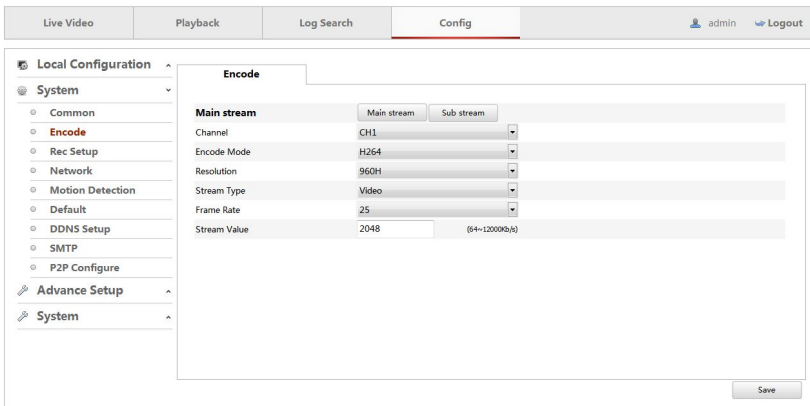 Live Video Playback Log Search Config admin Logout
Local Configuration
System
Common
Encode
Rec Setup
Network
Motion Detection
Default
DDNS Setup
SMTP
P2P Configure
Advance Setup
System
Encode
Main stream Main stream Sub stream
Channel CH1
Encode Mode H264
Resolution 960H
Stream Type Video
Frame Rate 25
Stream Value 2048 (64~12000Kb/s)
Save